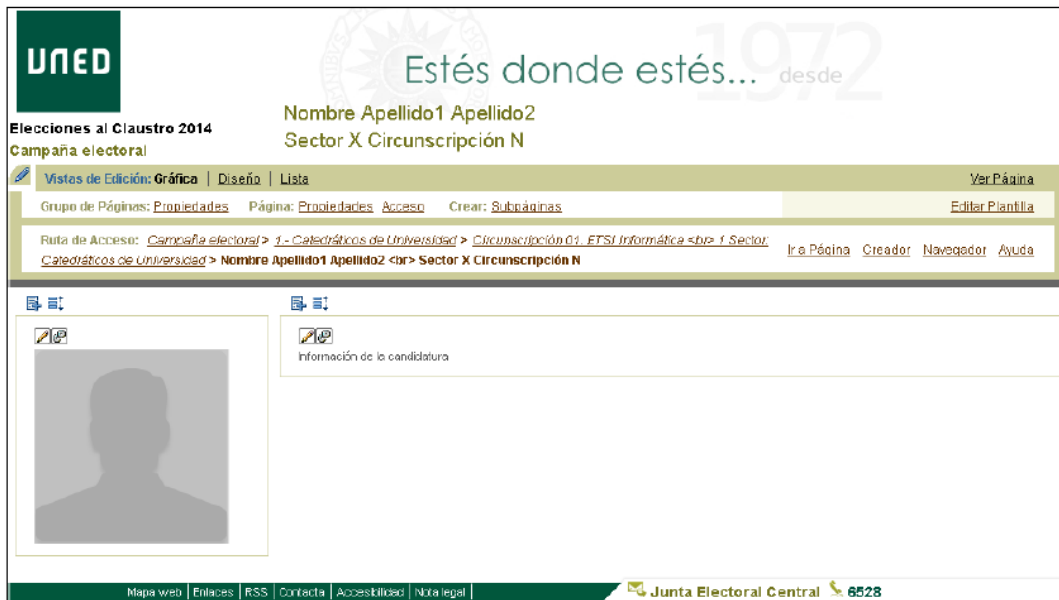 UNED
1972
Estés donde estés... desde
Nombre Apellido1 Apellido2
Elecciones al Claustro 2014
Sector X Circunscripción N
Campaña electoral
Vistas de Edición: Gráfica | Diseño | Lista
Ver Página
Grupo de Páginas: Propiedades Página: Propiedades Acceso Crear: Subpáginas
Editar Plantilla
Ruta de Acceso: Campaña electoral > 1.- Catedráticos de Universidad > Circunscripción 01. ETSI Informática <br> 1 Sector:
Catedráticos de Universidad > Nombre Apellido1 Apellido2 <br> Sector X Circunscripción N
Ir a Página Creador Navegador Ayuda
Información de la candidatura
Mapa web | Enlaces | RSS | Contacta | Accesibilidad | Nota legal |
Junta Electoral Central 6528